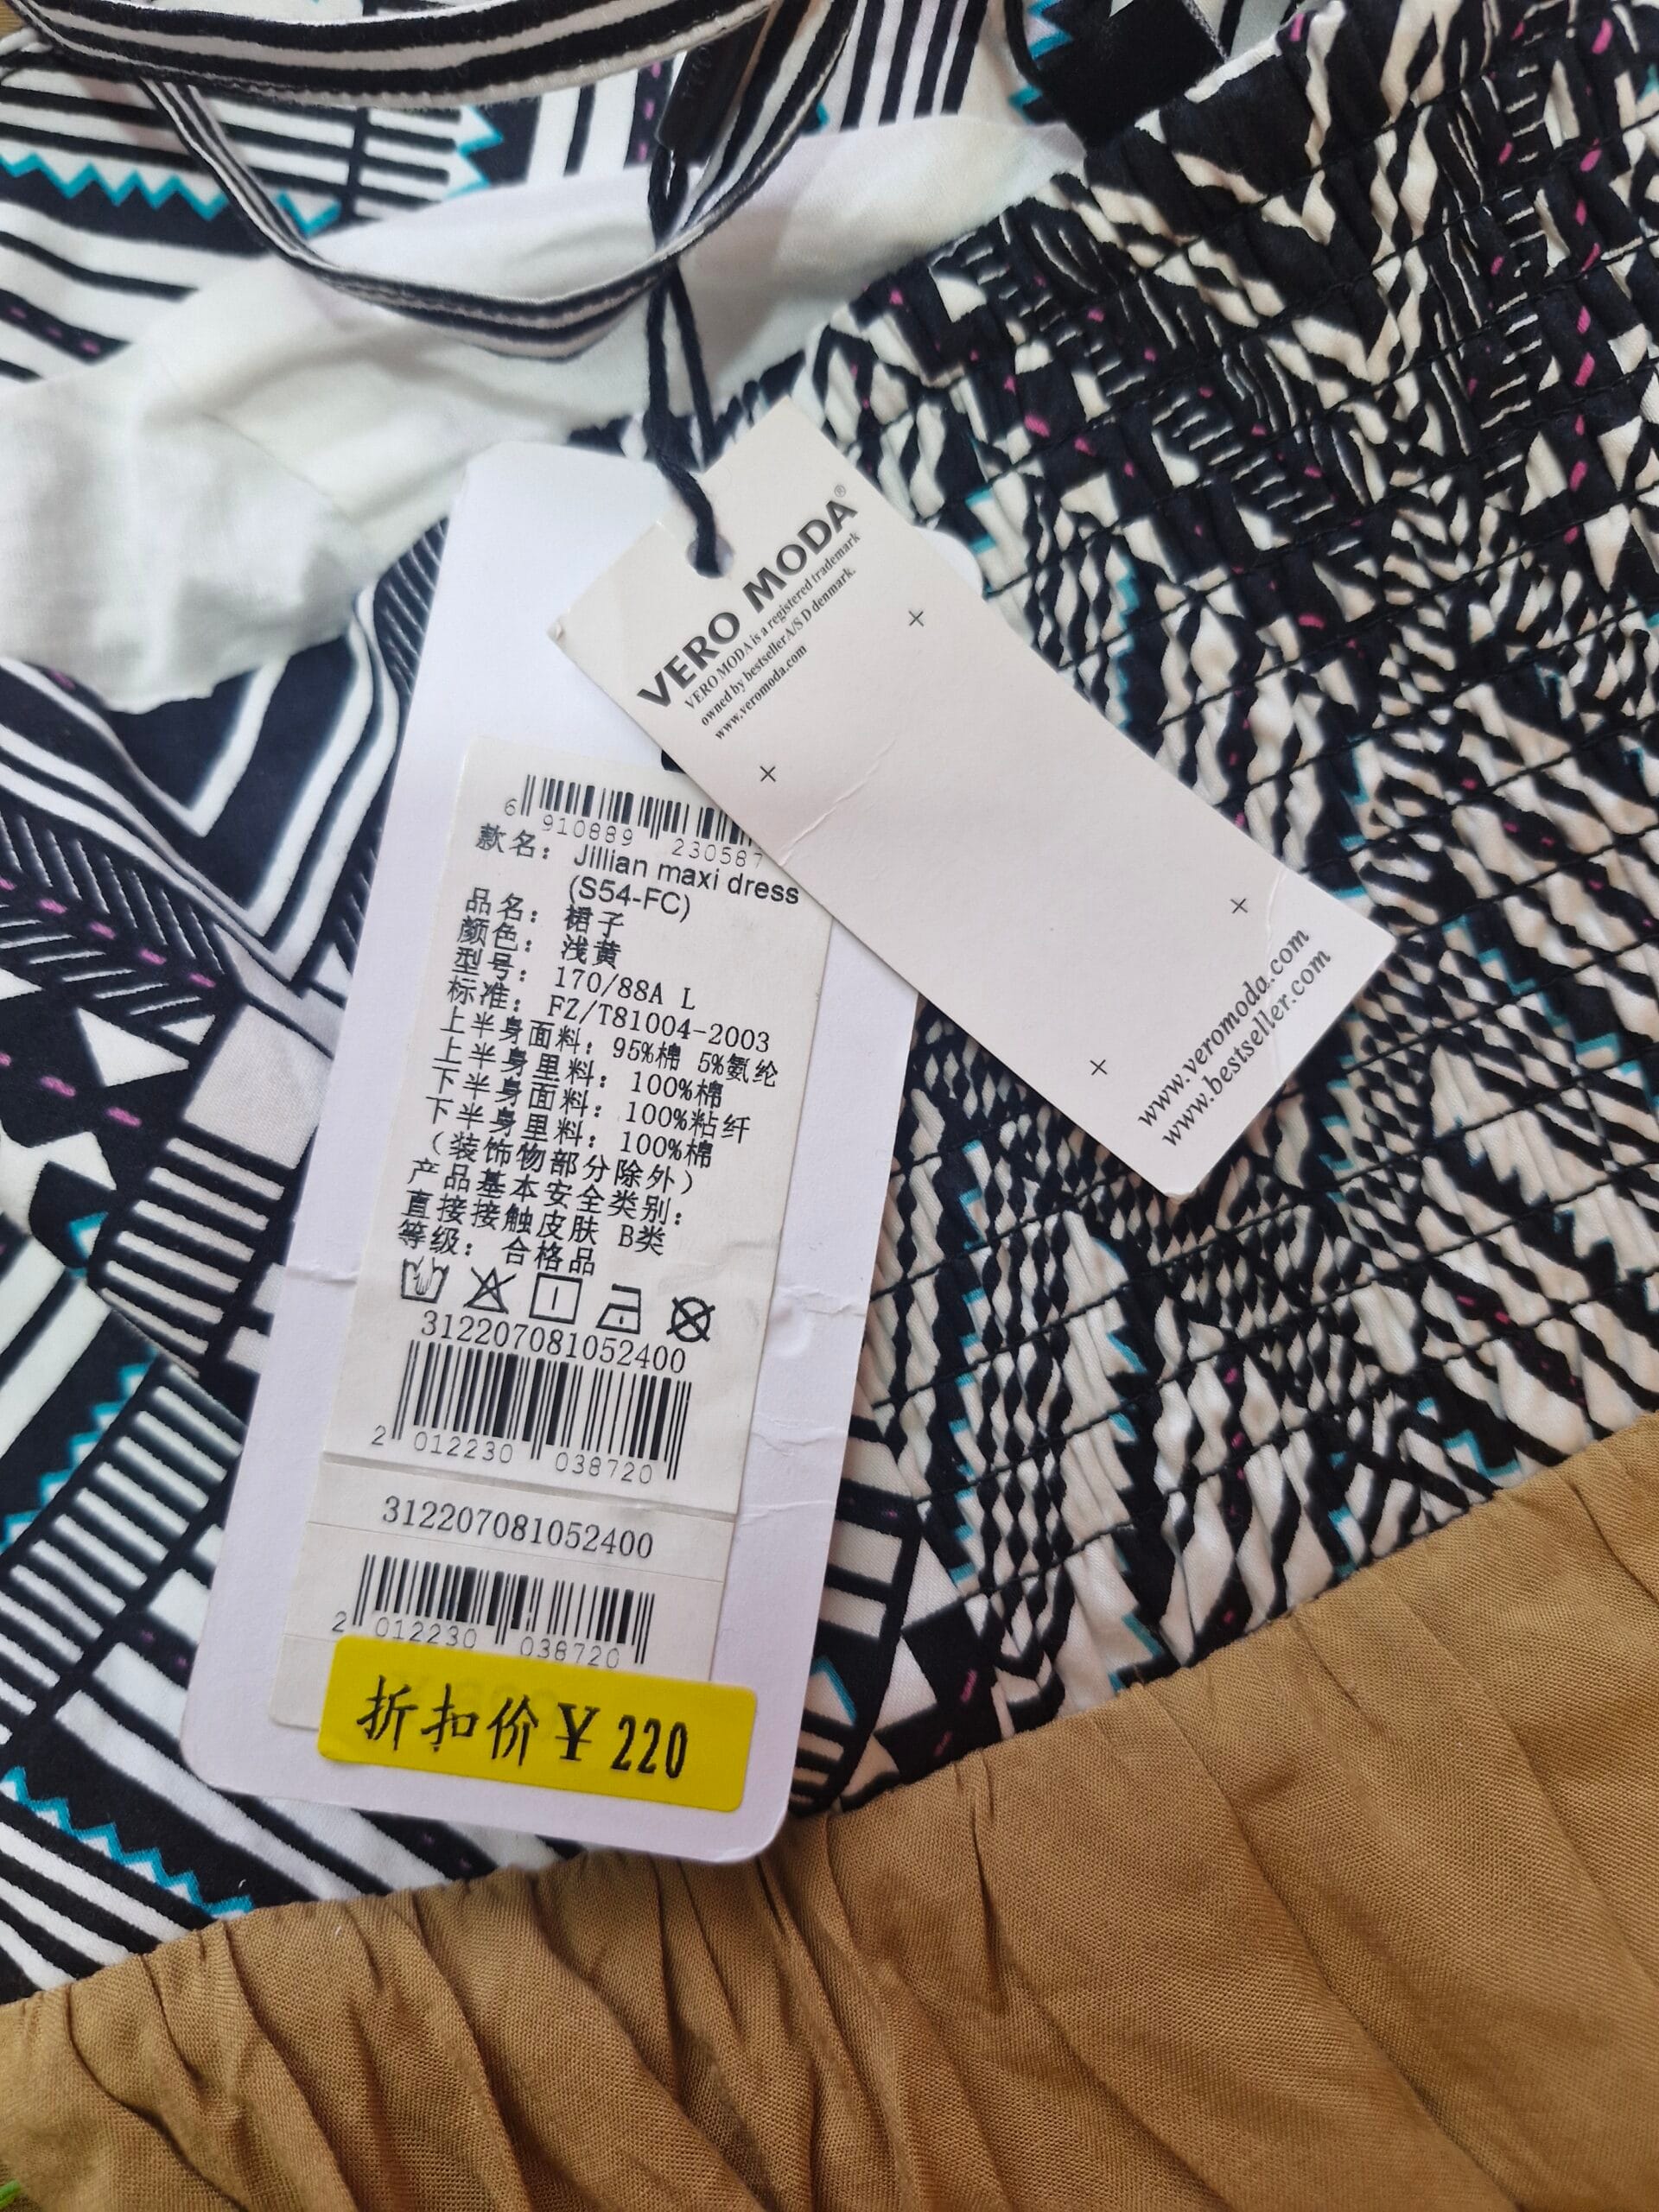 VERO MODA®
VERO MODA is a registered trademark
owned by bestseller A/S D denmark.
www.veromoda.com
www.veromoda.com
www.bestseller.com
6 910889 230587
款名： Jillian maxi dress
(S54-FC)
品名： 裙子
颜色： 浅黄
型号： 170/88A L
标准： FZ/T81004-2003
上半身面料： 95%棉 5%氨纶
上半身里料： 100%棉
下半身面料： 100%粘纤
下半身里料： 100%棉
（装饰物部分除外）
产品基本安全类别：
直接接触皮肤 B类
等级： 合格品
312207081052400
2 012230 038720
312207081052400
2 012230 038720
折扣价￥220